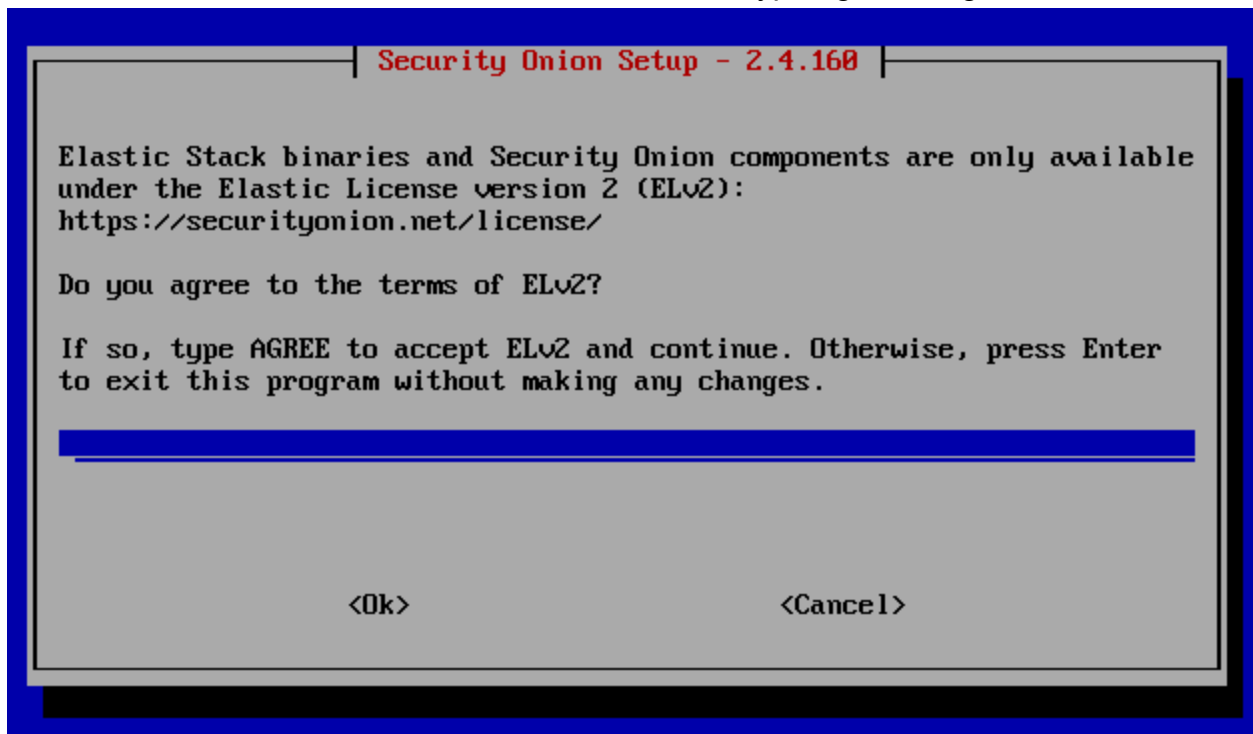 Security Onion Setup - 2.4.160
Elastic Stack binaries and Security Onion components are only available
under the Elastic License version 2 (ELv2):
https://securityonion.net/license/
Do you agree to the terms of ELv2?
If so, type AGREE to accept ELv2 and continue. Otherwise, press Enter
to exit this program without making any changes.
<Ok> <Cancel>